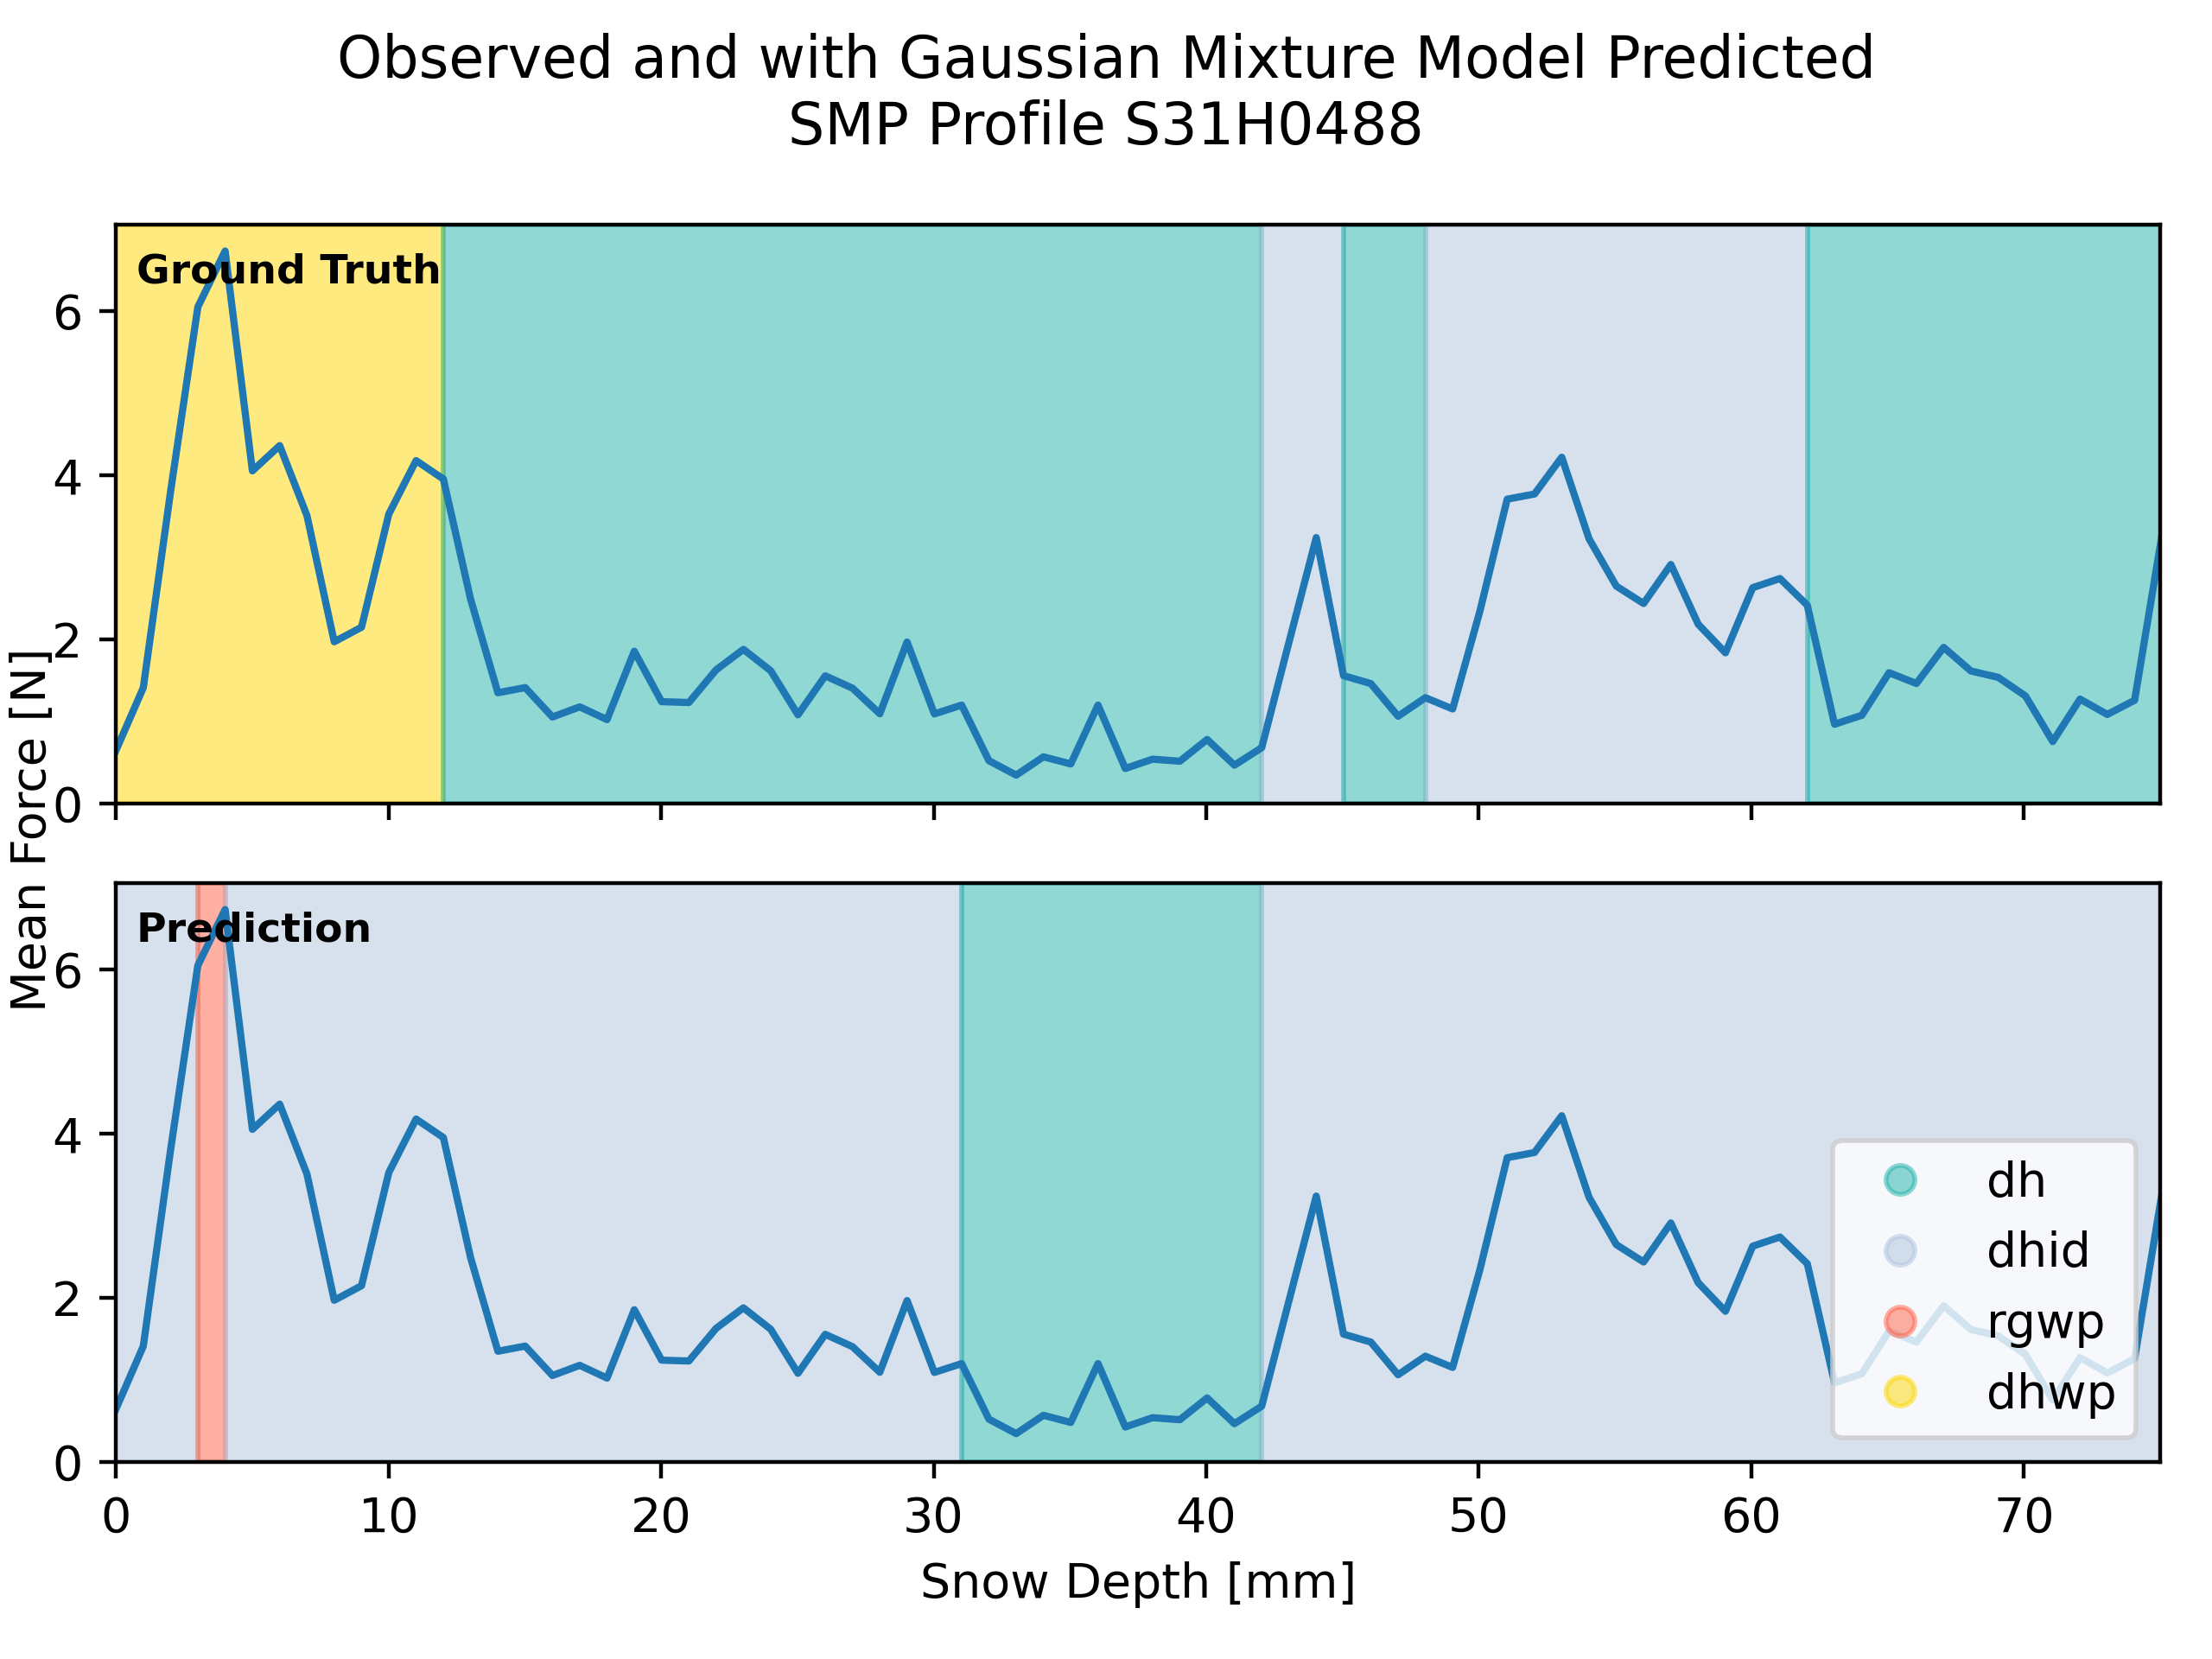 Observed and with Gaussian Mixture Model Predicted
SMP Profile S31H0488
Ground Truth
6
4
2
0
Mean Force [N]
Prediction
6
4
2
0
dh
dhid
rgwp
dhwp
0 10 20 30 40 50 60 70
Snow Depth [mm]